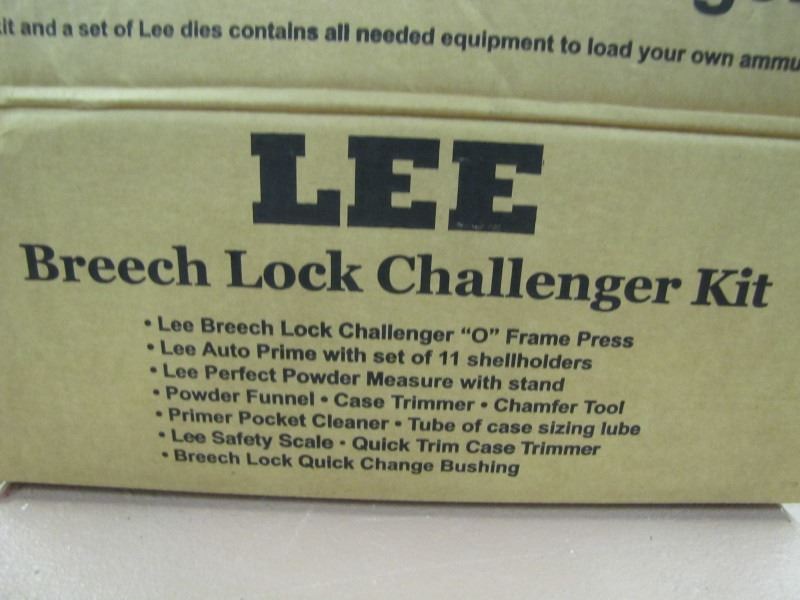 kit and a set of Lee dies contains all needed equipment to load your own
LEE
Breech Lock Challenger Kit
• Lee Breech Lock Challenger “O” Frame Press
• Lee Auto Prime with set of 11 shellholders
• Lee Perfect Powder Measure with stand
• Powder Funnel • Case Trimmer • Chamfer Tool
• Primer Pocket Cleaner • Tube of case sizing lube
• Lee Safety Scale • Quick Trim Case Trimmer
• Breech Lock Quick Change Bushing